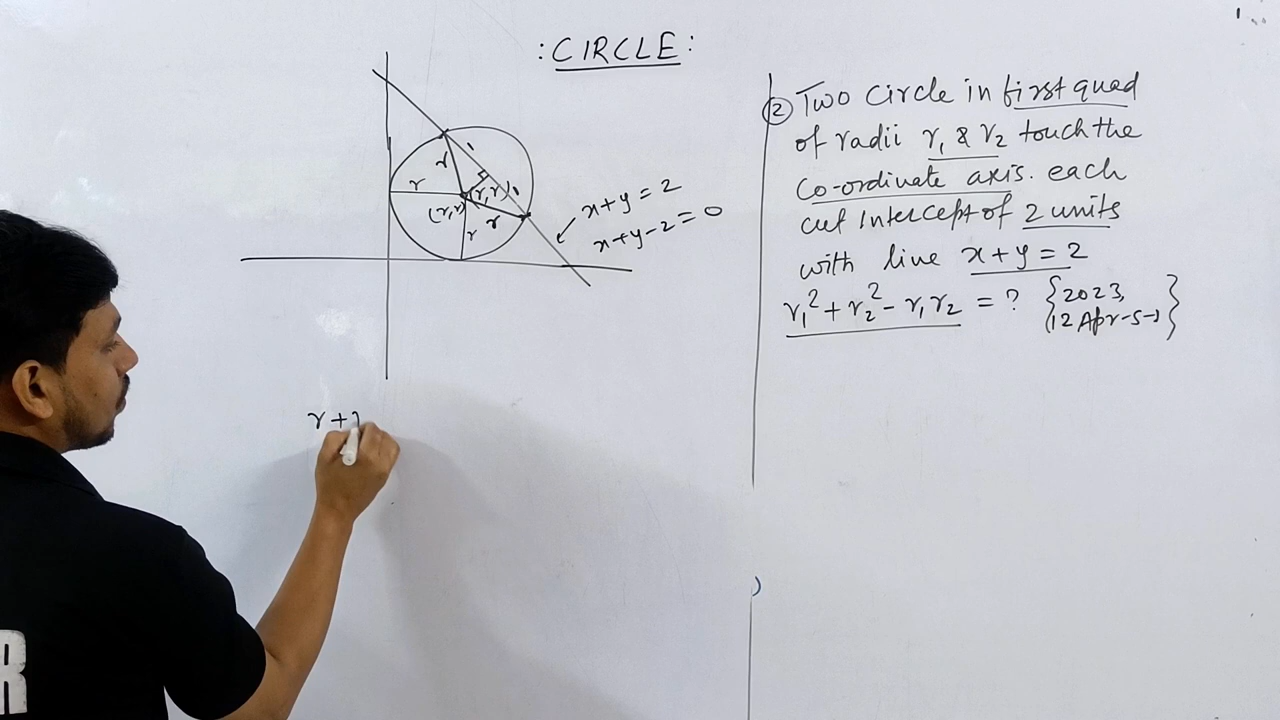 : CIRCLE :
r
r
(r,r)
(r,r)
r
r
1
1
x+y=2
x+y-2=0
r+
② Two Circle in first quad
of radii r₁ & r₂ touch the
Co-ordinate axis. each
cut Intercept of 2 units
with line x+y=2
r₁²+r₂²-r₁r₂ = ? {2023,
12 Apr-S-1}
R